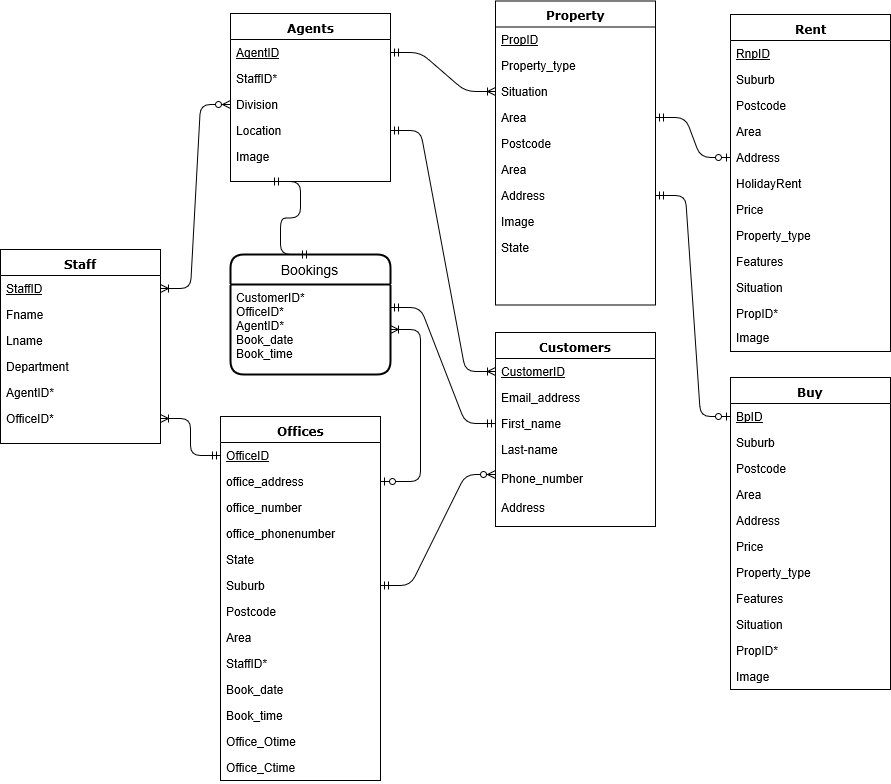 Agents
AgentID
StaffID*
Division
Location
Image
Property
PropID
Property_type
Situation
Area
Postcode
Area
Address
Image
State
Rent
RnpID
Suburb
Postcode
Area
Address
HolidayRent
Price
Property_type
Features
Situation
PropID*
Image
Staff
StaffID
Fname
Lname
Department
AgentID*
OfficeID*
Bookings
CustomerID*
OfficeID*
AgentID*
Book_date
Book_time
Customers
CustomerID
Email_address
First_name
Last-name
Phone_number
Address
Buy
BpID
Suburb
Postcode
Area
Address
Price
Property_type
Features
Situation
PropID*
Image
Offices
OfficeID
office_address
office_number
office_phonenumber
State
Suburb
Postcode
Area
StaffID*
Book_date
Book_time
Office_Otime
Office_Ctime